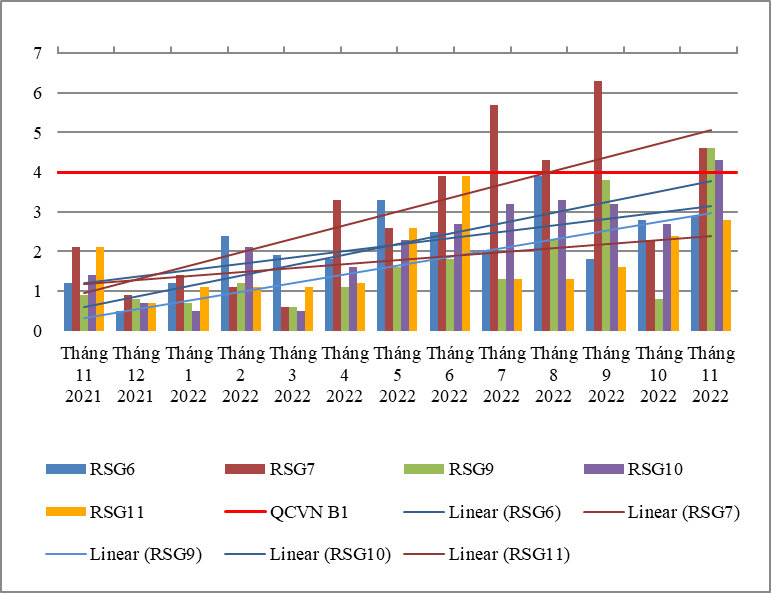 7
6
5
4
3
2
1
0
Tháng Tháng Tháng Tháng Tháng Tháng Tháng Tháng Tháng Tháng Tháng Tháng Tháng
11 12 1 2 3 4 5 6 7 8 9 10 11
2021 2021 2022 2022 2022 2022 2022 2022 2022 2022 2022 2022 2022
RSG6 RSG7 RSG9 RSG10
RSG11 QCVN B1 Linear (RSG6) Linear (RSG7)
Linear (RSG9) Linear (RSG10) Linear (RSG11)